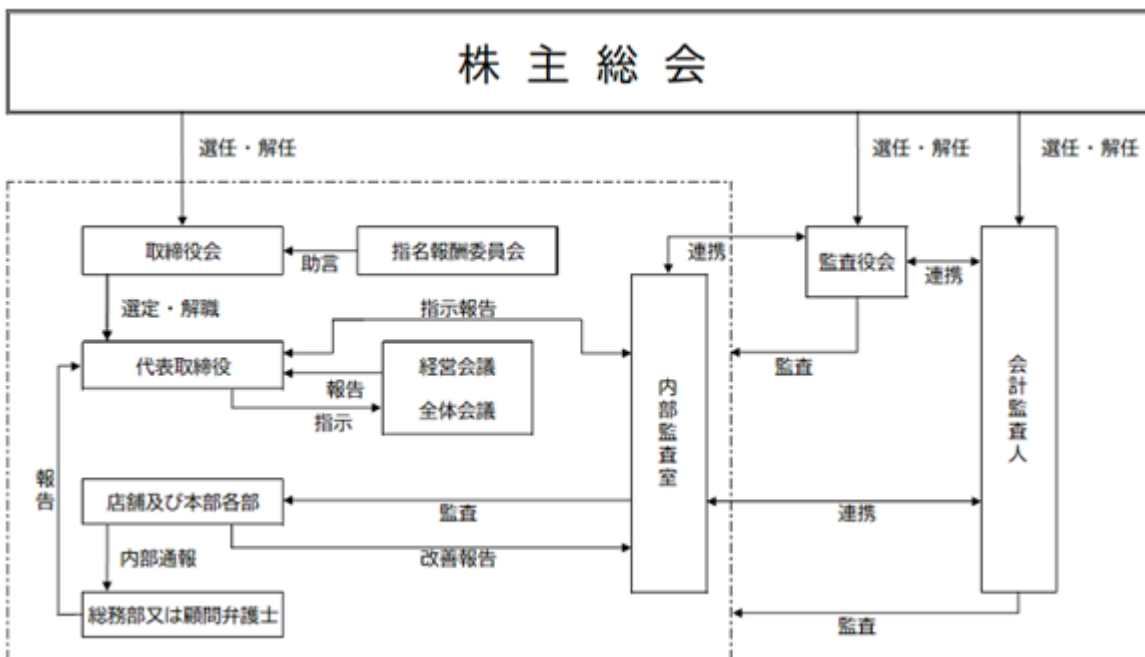 株主総会
選任・解任
選任・解任
選任・解任
取締役会
助言
指名報酬委員会
連携
監査役会
連携
選定・解職
指示報告
代表取締役
報告
指示
経営会議
全体会議
監査
内部監査室
会計監査人
報告
店舗及び本部各部
監査
連携
内部通報
改善報告
総務部又は顧問弁護士
監査